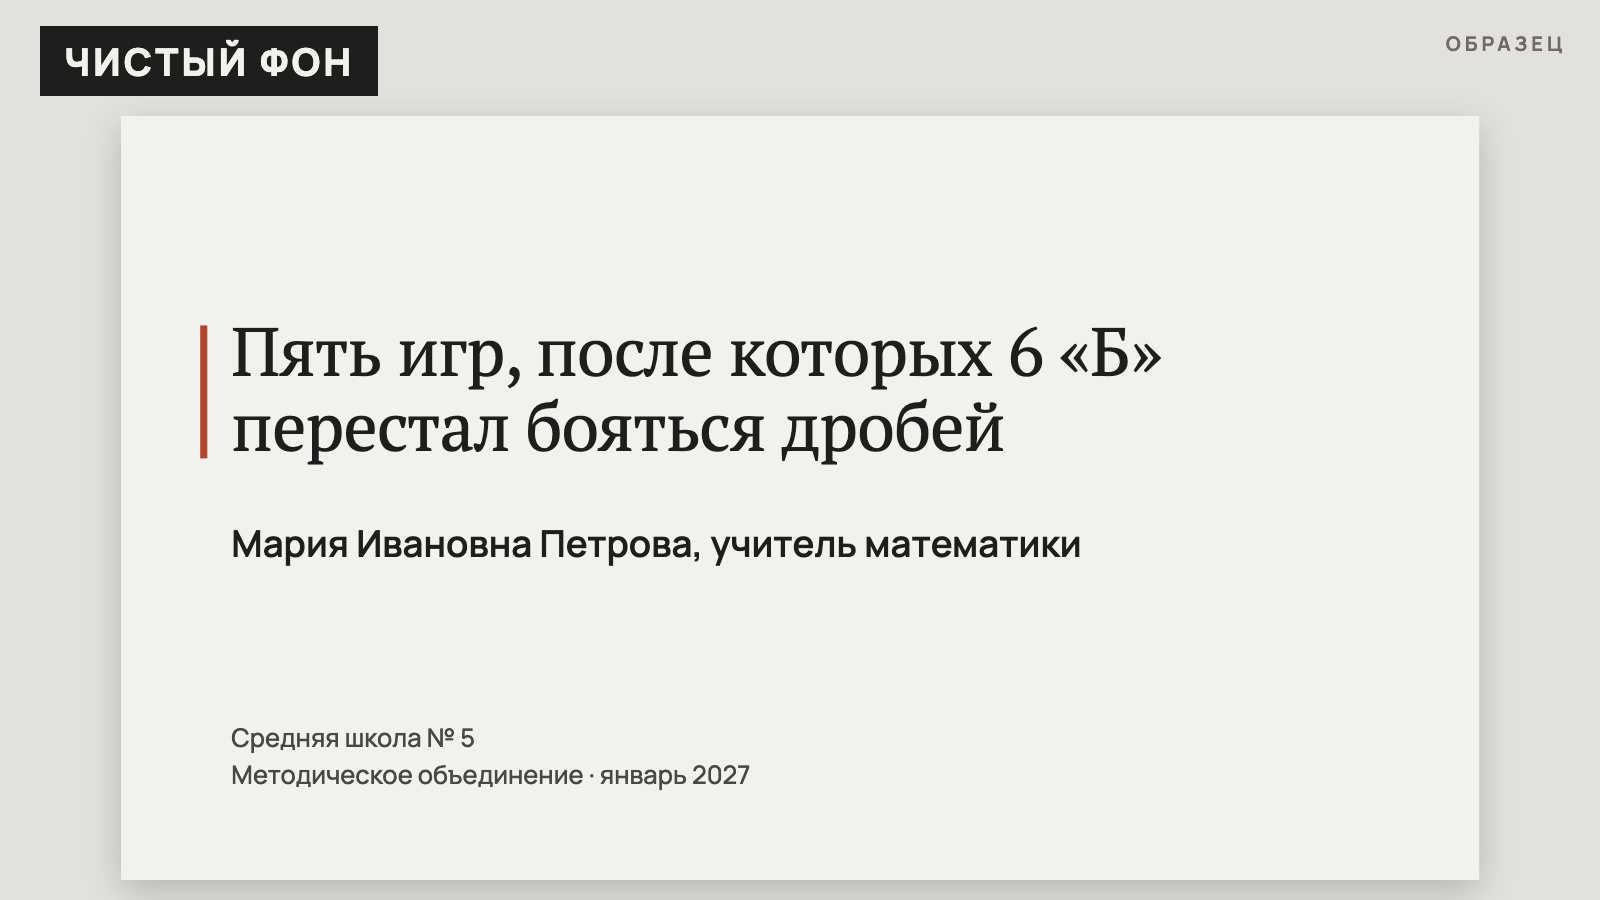 ЧИСТЫЙ ФОН
ОБРАЗЕЦ
Пять игр, после которых 6 «Б»
перестал бояться дробей
Мария Ивановна Петрова, учитель математики
Средняя школа № 5
Методическое объединение · январь 2027